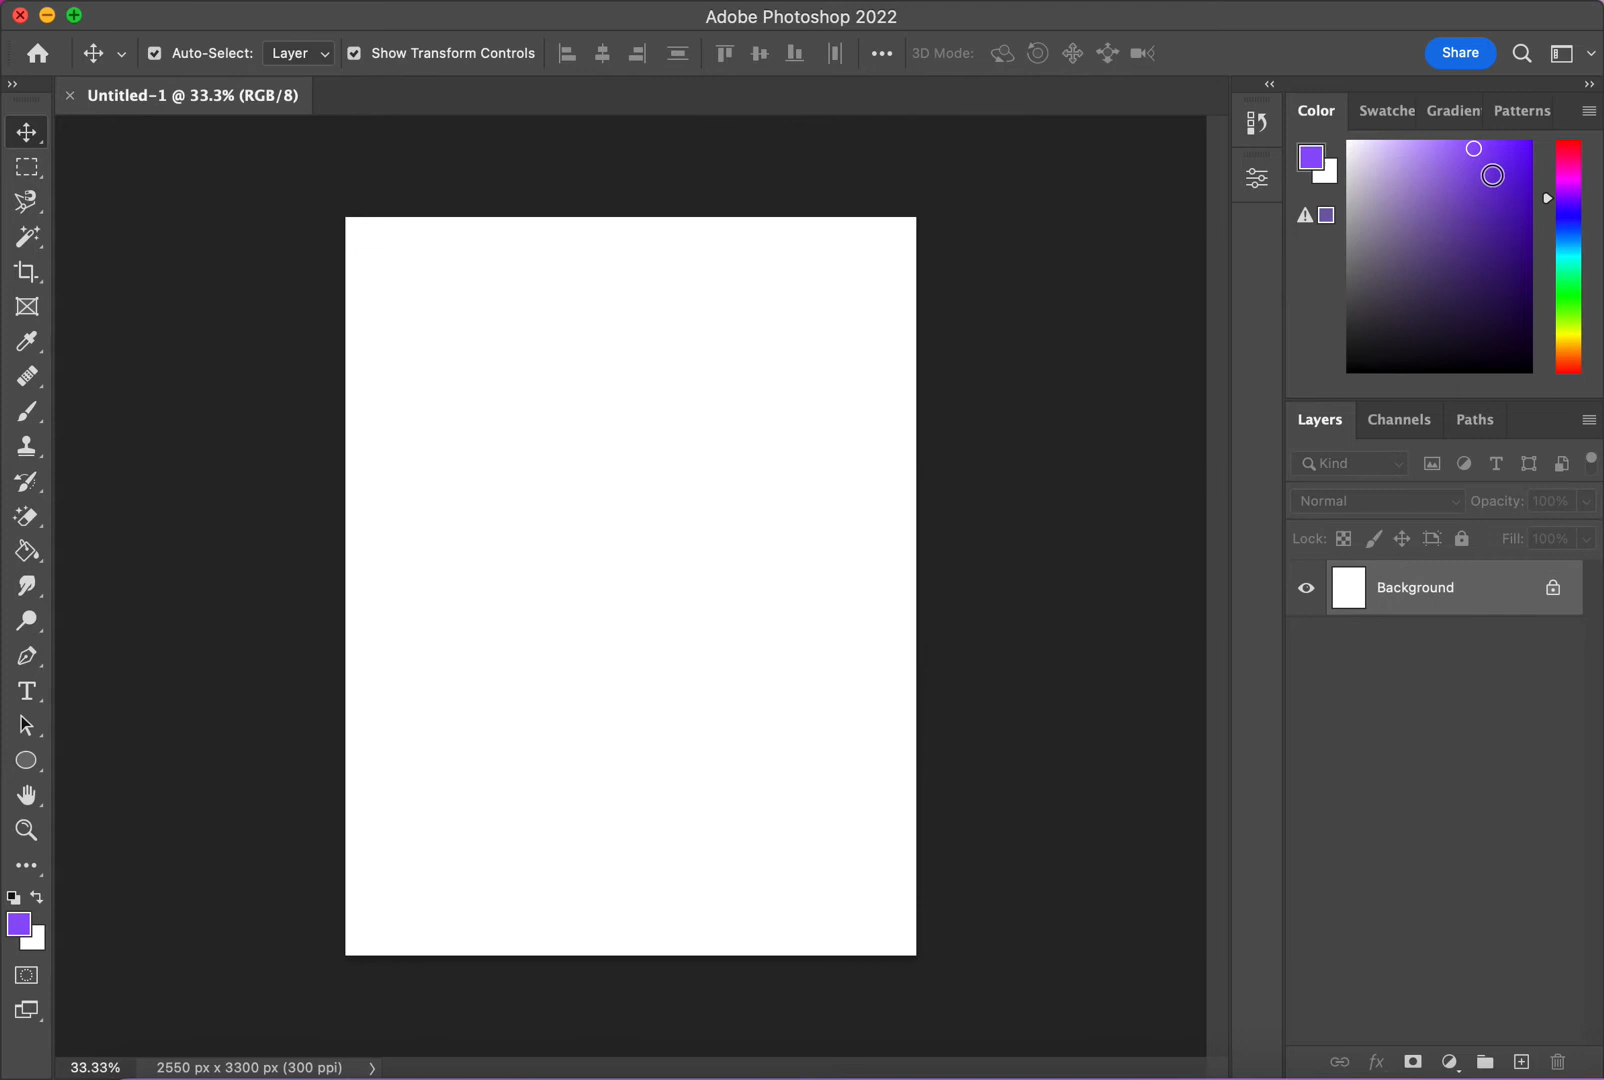 Adobe Photoshop 2022
Auto-Select: Layer Show Transform Controls 3D Mode: Share
Untitled-1 @ 33.3% (RGB/8)
Color Swatche Gradien Patterns
Layers Channels Paths
Kind
Normal Opacity: 100%
Lock: Fill: 100%
Background
fx
33.33% 2550 px x 3300 px (300 ppi)